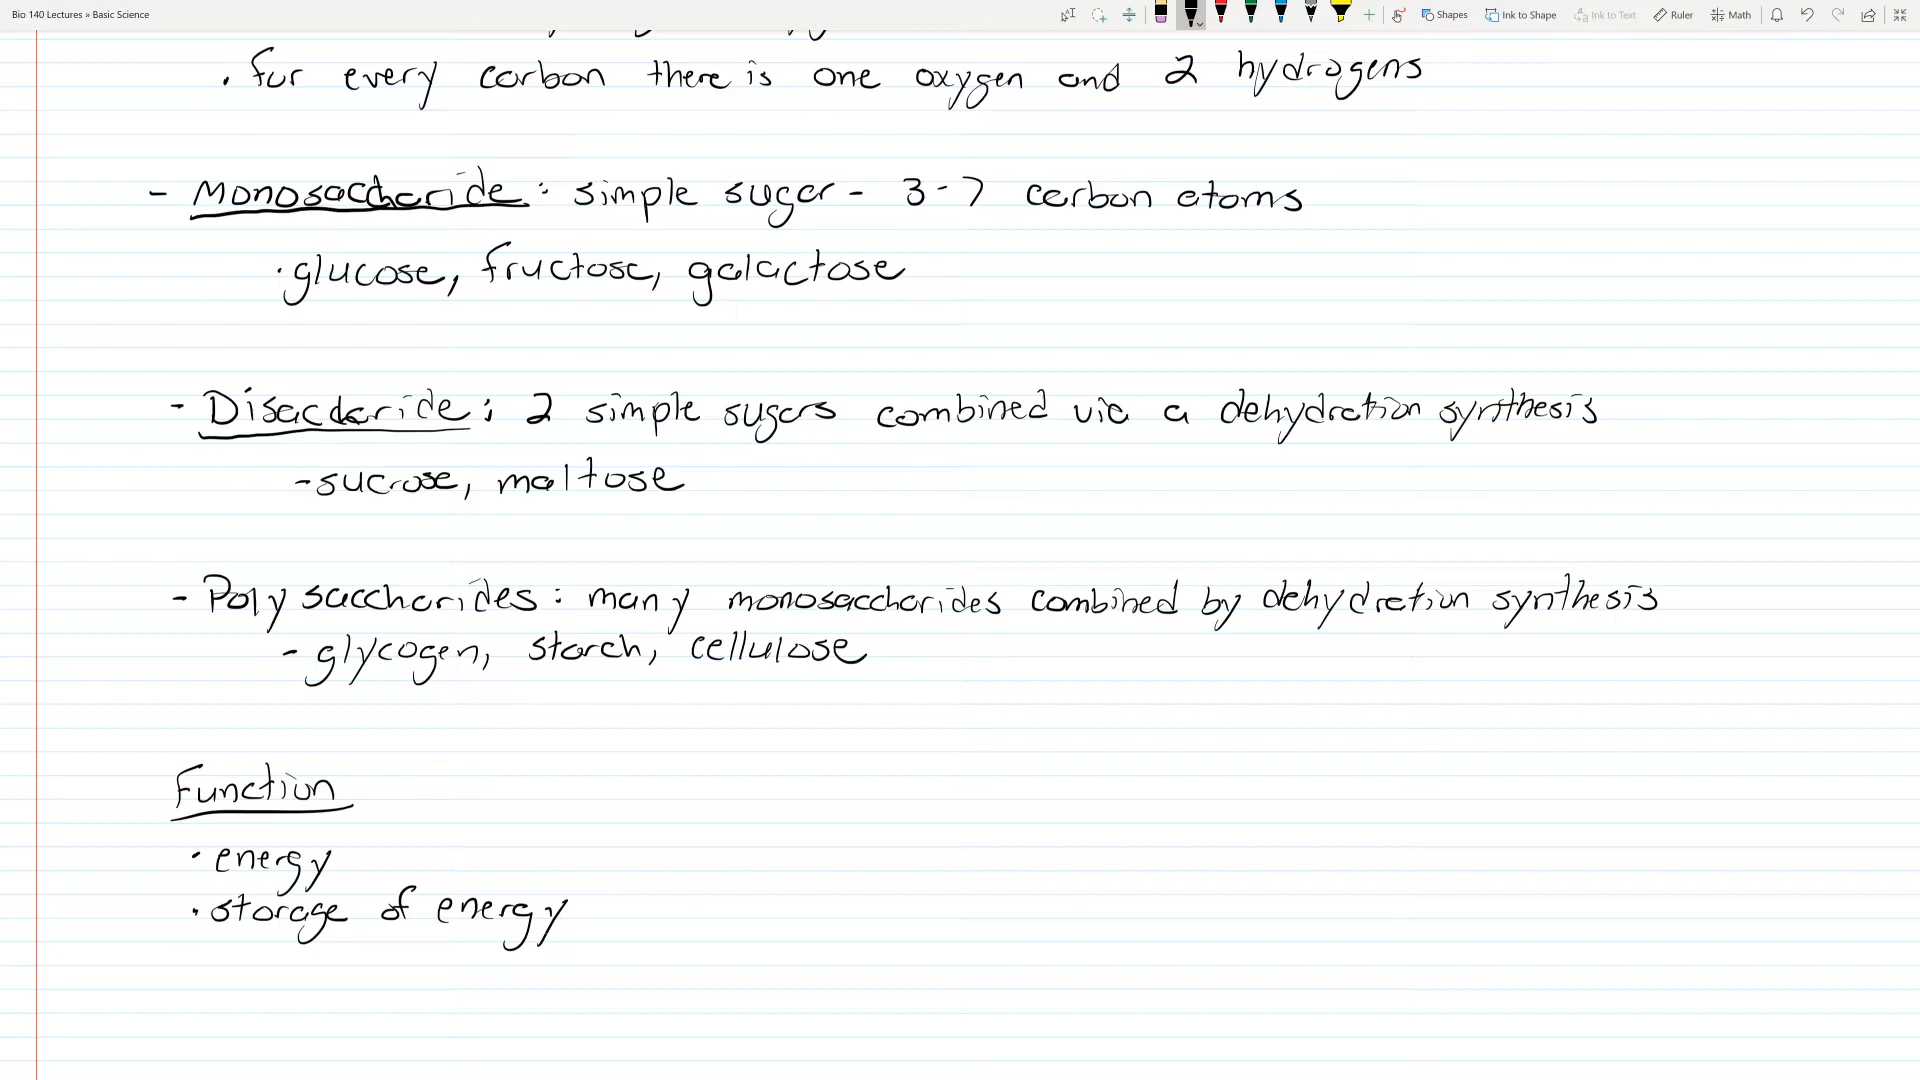 Bio 140 Lectures » Basic Science
Shapes Ink to Shape Ink to Text Ruler Math
. for every carbon there is one oxygen and 2 hydrogens
- Monosaccharide: simple sugar - 3-7 carbon atoms
· glucose, fructose, galactose
- Disaccharide: 2 simple sugars combined via a dehydration synthesis
- sucrose, maltose
- Polysaccharides: many monosaccharides combined by dehydration synthesis
- glycogen, starch, cellulose
Function
· energy
· storage of energy